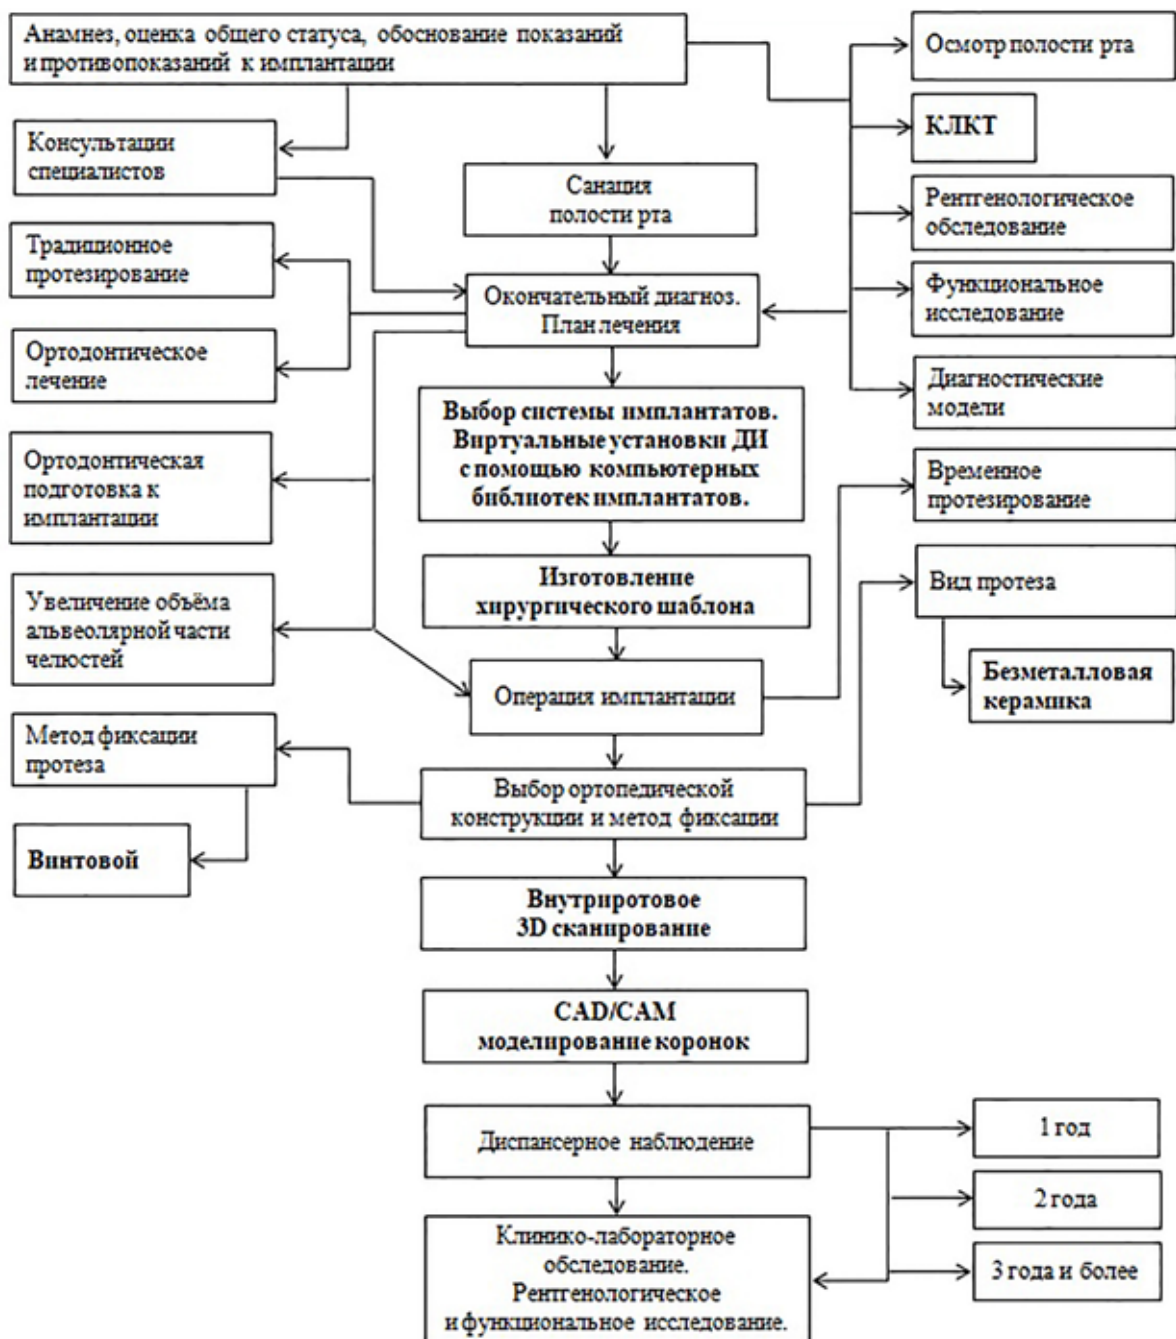 Анамнез, оценка общего статуса, обоснование показаний
и противопоказаний к имплантации
Осмотр полости рта
КЛКТ
Консультации
специалистов
Санация
полости рта
Рентгенологическое
обследование
Традиционное
протезирование
Окончательный диагноз.
План лечения
Функциональное
исследование
Ортодонтическое
лечение
Диагностические
модели
Выбор системы имплантатов.
Виртуальные установки ДИ
с помощью компьютерных
библиотек имплантатов.
Ортодонтическая
подготовка к
имплантации
Временное
протезирование
Изготовление
хирургического шаблона
Вид протеза
Увеличение объёма
альвеолярной части
челюстей
Операция имплантации
Безметалловая
керамика
Метод фиксации
протеза
Выбор ортопедической
конструкции и метод фиксации
Винтовой
Внутриротовое
3D сканирование
CAD/CAM
моделирование коронок
Диспансерное наблюдение
1 год
2 года
3 года и более
Клинико-лабораторное
обследование.
Рентгенологическое
и функциональное исследование.